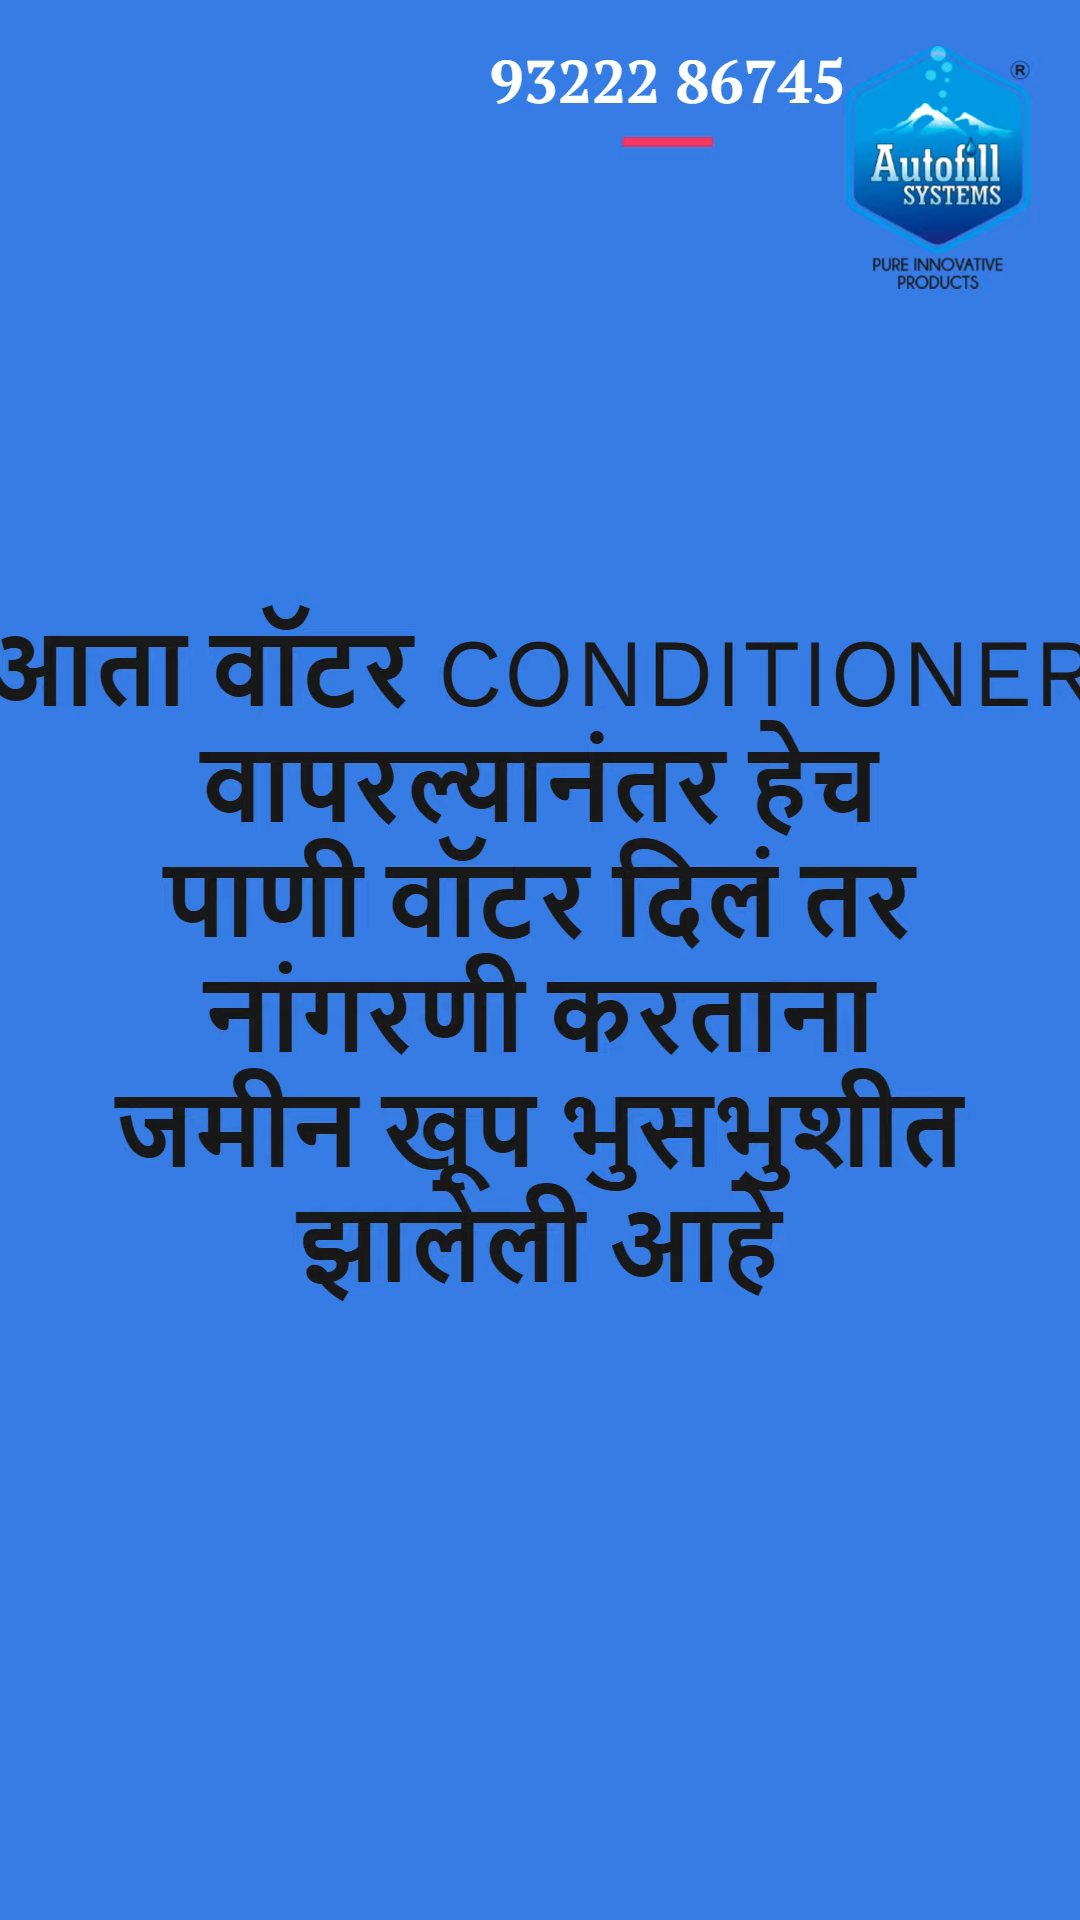 93222 86745
®
Autofill
SYSTEMS
PURE INNOVATIVE
PRODUCTS
आता वॉटर CONDITIONER
वापरल्यानंतर हेच
पाणी वॉटर दिलं तर
नांगरणी करताना
जमीन खूप भुसभुशीत
झालेली आहे